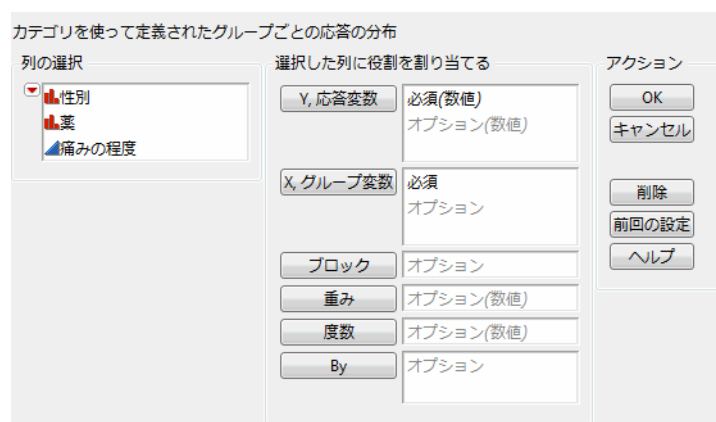 カテゴリを使って定義されたグループごとの応答の分布
列の選択
性別
薬
痛みの程度
選択した列に役割を割り当てる
Y, 応答変数
必須(数値)
オプション(数値)
X, グループ変数
必須
オプション
ブロック
オプション
重み
オプション(数値)
度数
オプション(数値)
By
オプション
アクション
OK
キャンセル
削除
前回の設定
ヘルプ